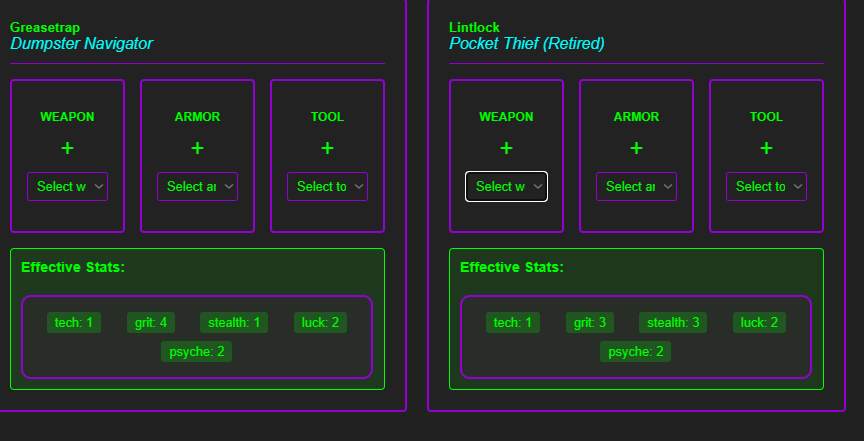 Greasetrap
Dumpster Navigator
WEAPON
+
Select w
ARMOR
+
Select ar
TOOL
+
Select to
Effective Stats:
tech: 1 grit: 4 stealth: 1 luck: 2
psyche: 2
Lintlock
Pocket Thief (Retired)
WEAPON
+
Select w
ARMOR
+
Select ar
TOOL
+
Select to
Effective Stats:
tech: 1 grit: 3 stealth: 3 luck: 2
psyche: 2